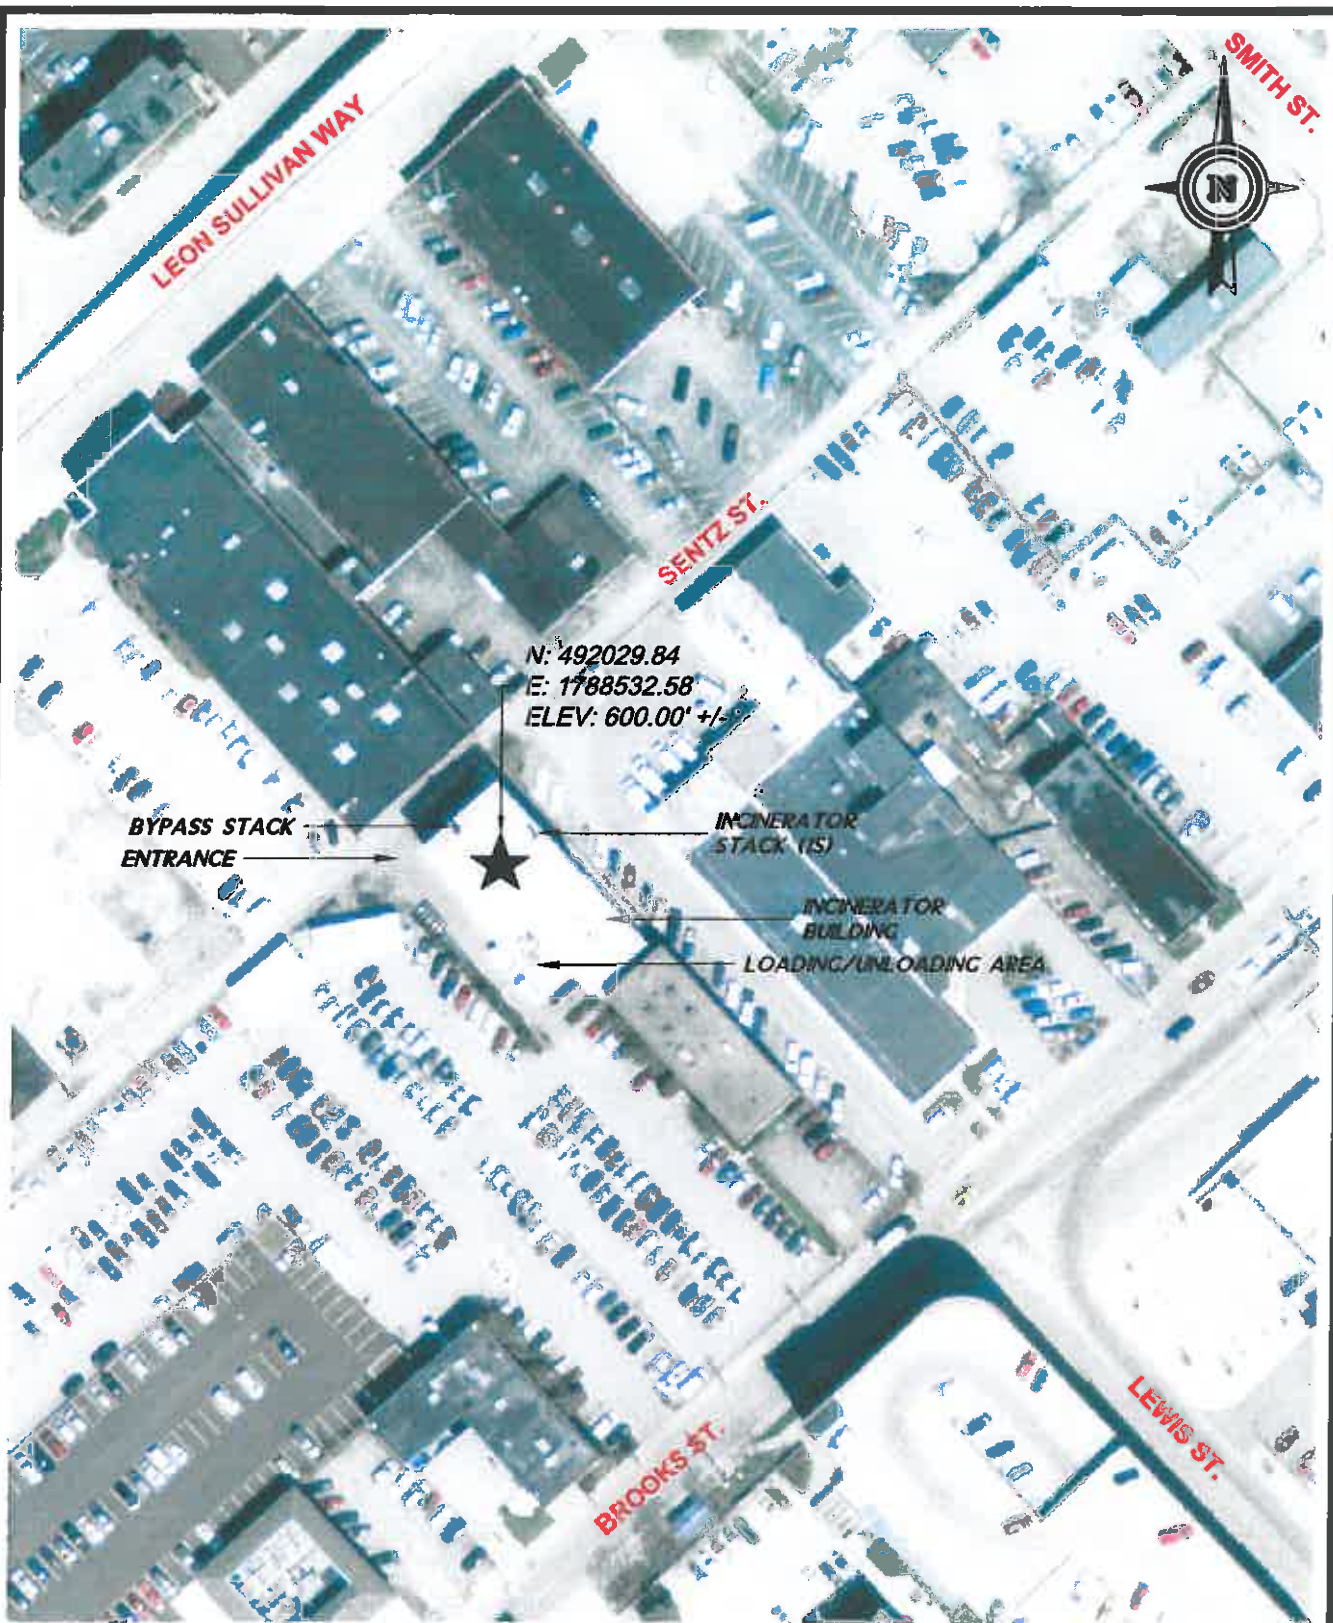 SMITH ST.
N
LEON SULLIVAN WAY
SENTZ ST.
N: 492029.84
E: 1788532.58
ELEV: 600.00' +/-
BYPASS STACK
ENTRANCE
INCINERATOR
STACK (IS)
INCINERATOR
BUILDING
LOADING/UNLOADING AREA
LEWIS ST.
BROOKS ST.